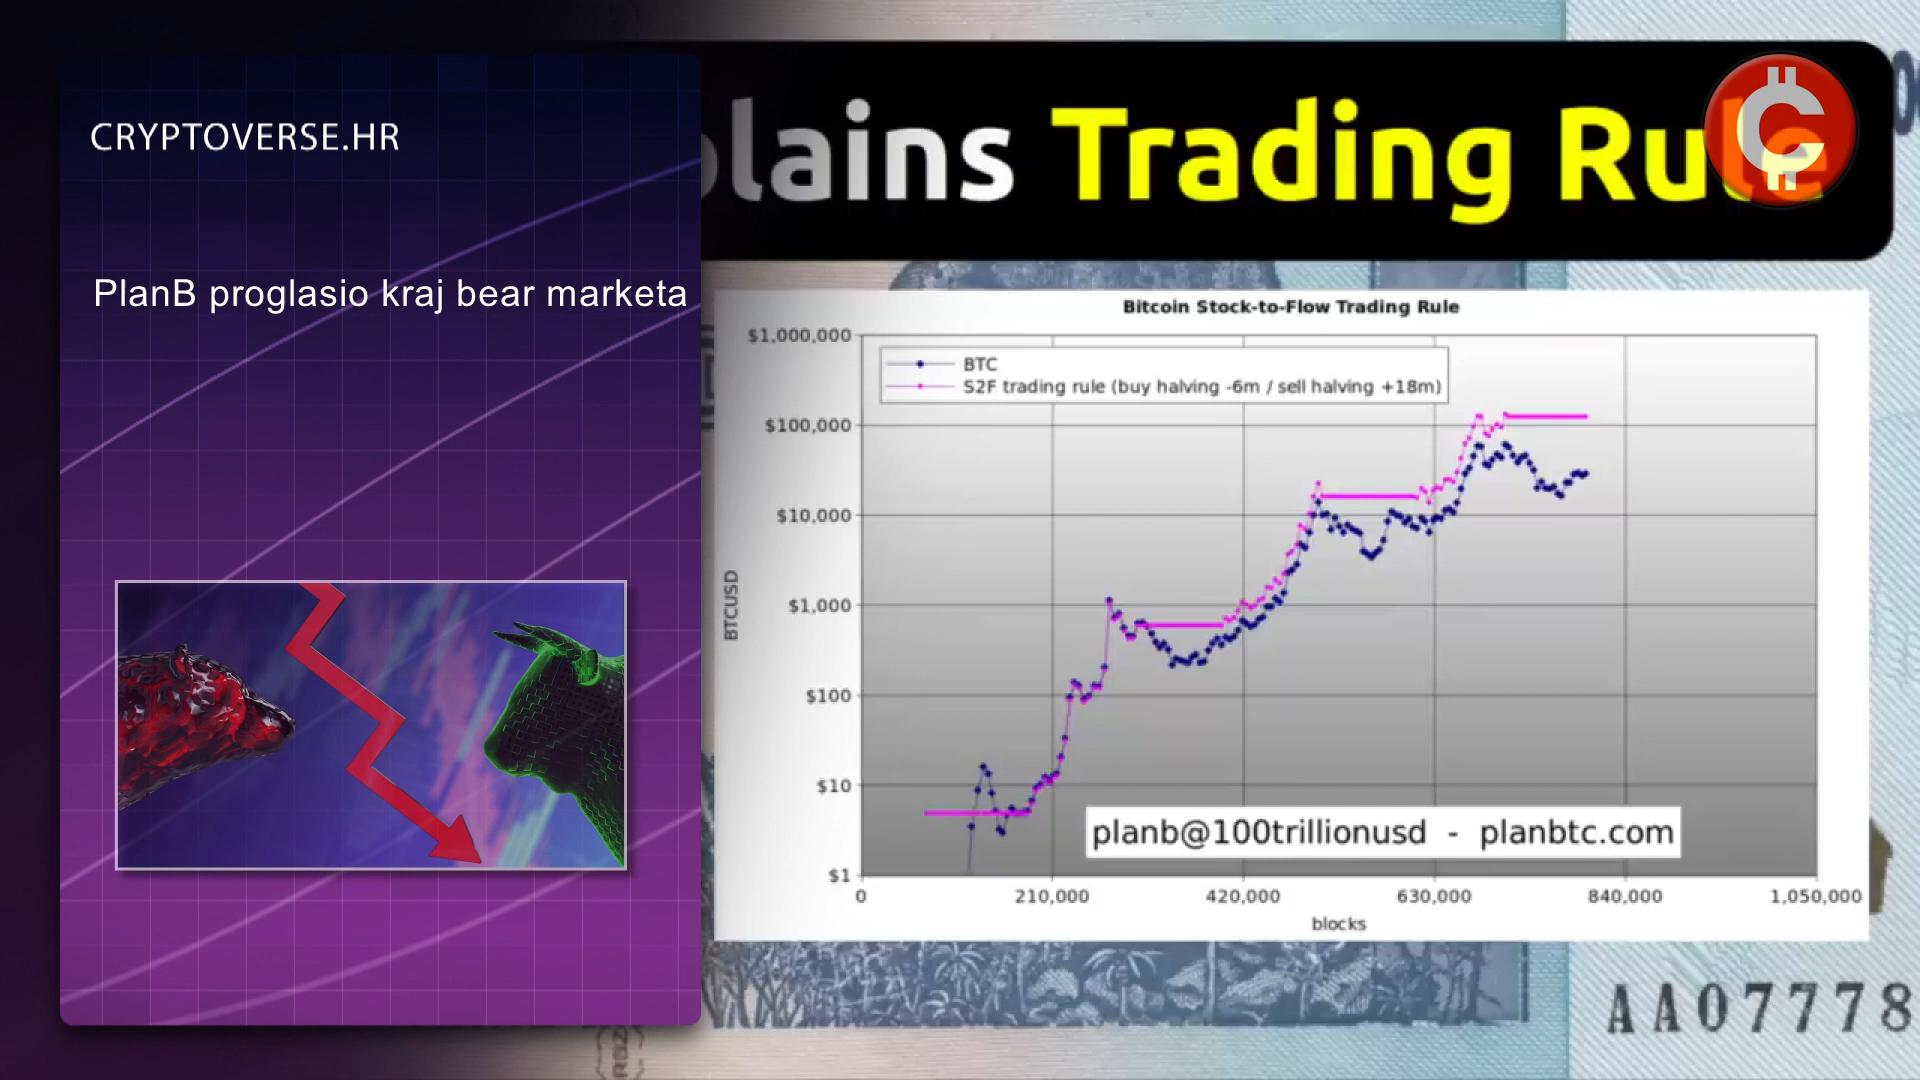 CRYPTOVERSE.HR
PlanB proglasio kraj bear marketa
plains Trading Rule
Bitcoin Stock-to-Flow Trading Rule
$1,000,000
$100,000
$10,000
$1,000
$100
$10
$1
BTCUSD
BTC
S2F trading rule (buy halving -6m / sell halving +18m)
planb@100trillionusd - planbtc.com
0
210,000
420,000
630,000
840,000
1,050,000
blocks
AA07778